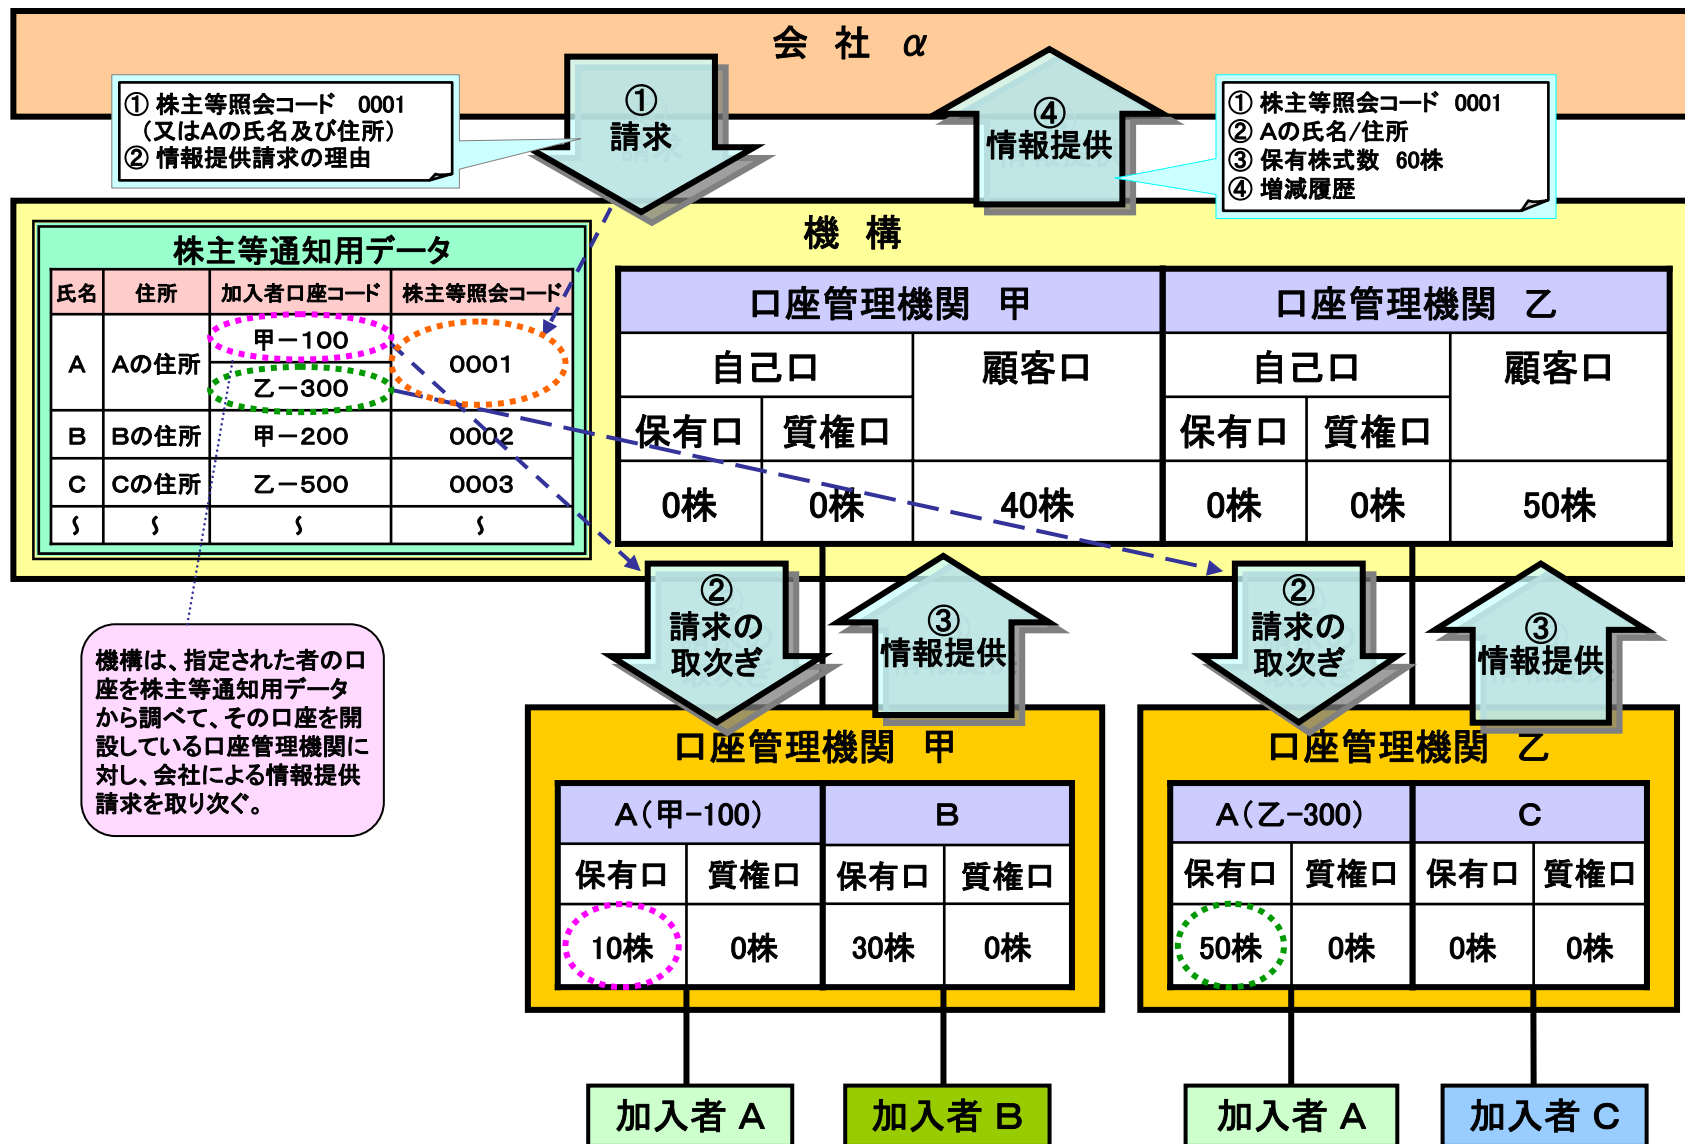 会 社 α
① 株主等照会コード 0001
（又はAの氏名及び住所）
② 情報提供請求の理由
①
請求
④
情報提供
① 株主等照会コード 0001
② Aの氏名/住所
③ 保有株式数 60株
④ 増減履歴
機 構
株主等通知用データ
氏名 住所 加入者口座コード 株主等照会コード
A Aの住所 甲－100 0001
乙－300
B Bの住所 甲－200 0002
C Cの住所 乙－500 0003
∽ ∽ ∽ ∽
口座管理機関 甲 口座管理機関 乙
自己口 顧客口 自己口 顧客口
保有口 質権口 保有口 質権口
0株 0株 40株 0株 0株 50株
②
請求の
取次ぎ
③
情報提供
②
請求の
取次ぎ
③
情報提供
機構は、指定された者の口
座を株主等通知用データ
から調べて、その口座を開
設している口座管理機関に
対し、会社による情報提供
請求を取り次ぐ。
口座管理機関 甲
A（甲-100） B
保有口 質権口 保有口 質権口
10株 0株 30株 0株
口座管理機関 乙
A（乙-300） C
保有口 質権口 保有口 質権口
50株 0株 0株 0株
加入者 A
加入者 B
加入者 A
加入者 C